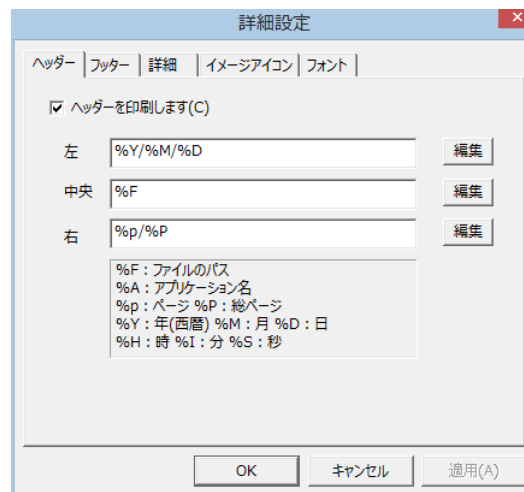 詳細設定
ヘッダー フッター 詳細 イメージアイコン フォント
ヘッダーを印刷します(C)
左 %Y/%M/%D 編集
中央 %F 編集
右 %p/%P 編集
%F：ファイルのパス
%A：アプリケーション名
%p：ページ %P：総ページ
%Y：年(西暦) %M：月 %D：日
%H：時 %I：分 %S：秒
OK キャンセル 適用(A)